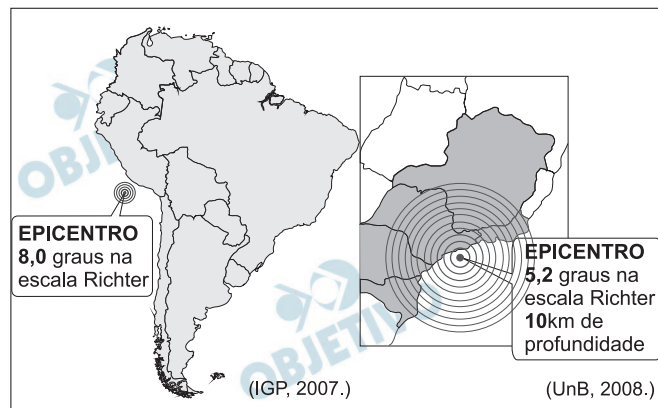 OBJETIVO
EPICENTRO
8,0 graus na
escala Richter
(IGP, 2007.)
EPICENTRO
5,2 graus na
escala Richter
10km de
profundidade
(UnB, 2008.)
OBJETIVO